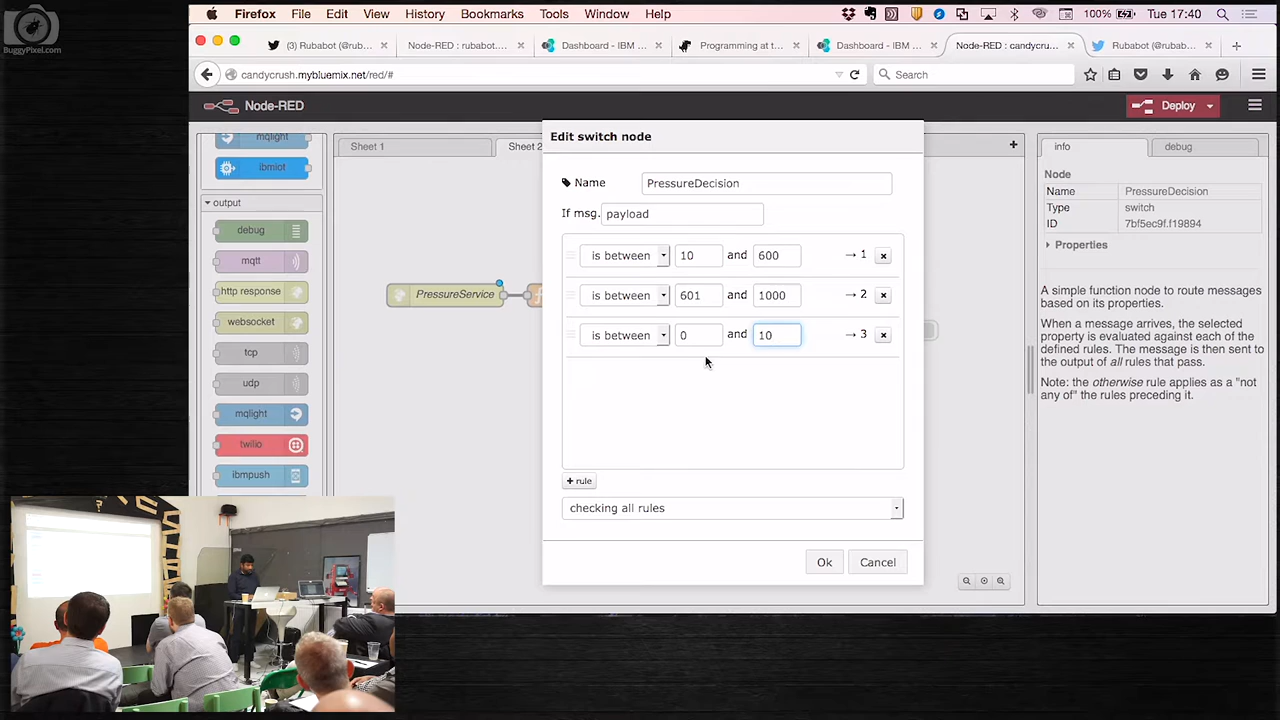 BuggyPixel.com
Firefox File Edit View History Bookmarks Tools Window Help
100% Tue 17:40
(3) Rubabot (@rub...
Node-RED/rubabot...
Dashboard - IBM ...
Programming at t...
Dashboard - IBM ...
Node-RED : candycru...
Rubabot (@rubab...
candycrush.mybluemix.net/red/#
Search
Node-RED
Deploy
mqlight
ibmiot
output
debug
mqtt
http response
websocket
tcp
udp
mqlight
twilio
ibmpush
Sheet 1
Sheet 2
PressureService
Edit switch node
Name PressureDecision
If msg. payload
is between 10 and 600 → 1
is between 601 and 1000 → 2
is between 0 and 10 → 3
+ rule
checking all rules
Ok Cancel
info debug
Node
Name PressureDecision
Type switch
ID 7bf5ec9f.f19894
Properties
A simple function node to route messages
based on its properties.
When a message arrives, the selected
property is evaluated against each of the
defined rules. The message is then sent to
the output of all rules that pass.
Note: the otherwise rule applies as a "not
any of" the rules preceding it.